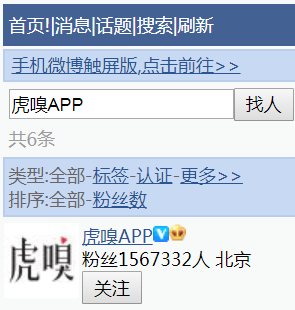 首页!|消息|话题|搜索|刷新
手机微博触屏版,点击前往>>
虎嗅APP 找人
共6条
类型:全部-标签-认证-更多>>
排序:全部-粉丝数
虎嗅
虎嗅APP
粉丝1567332人 北京
关注